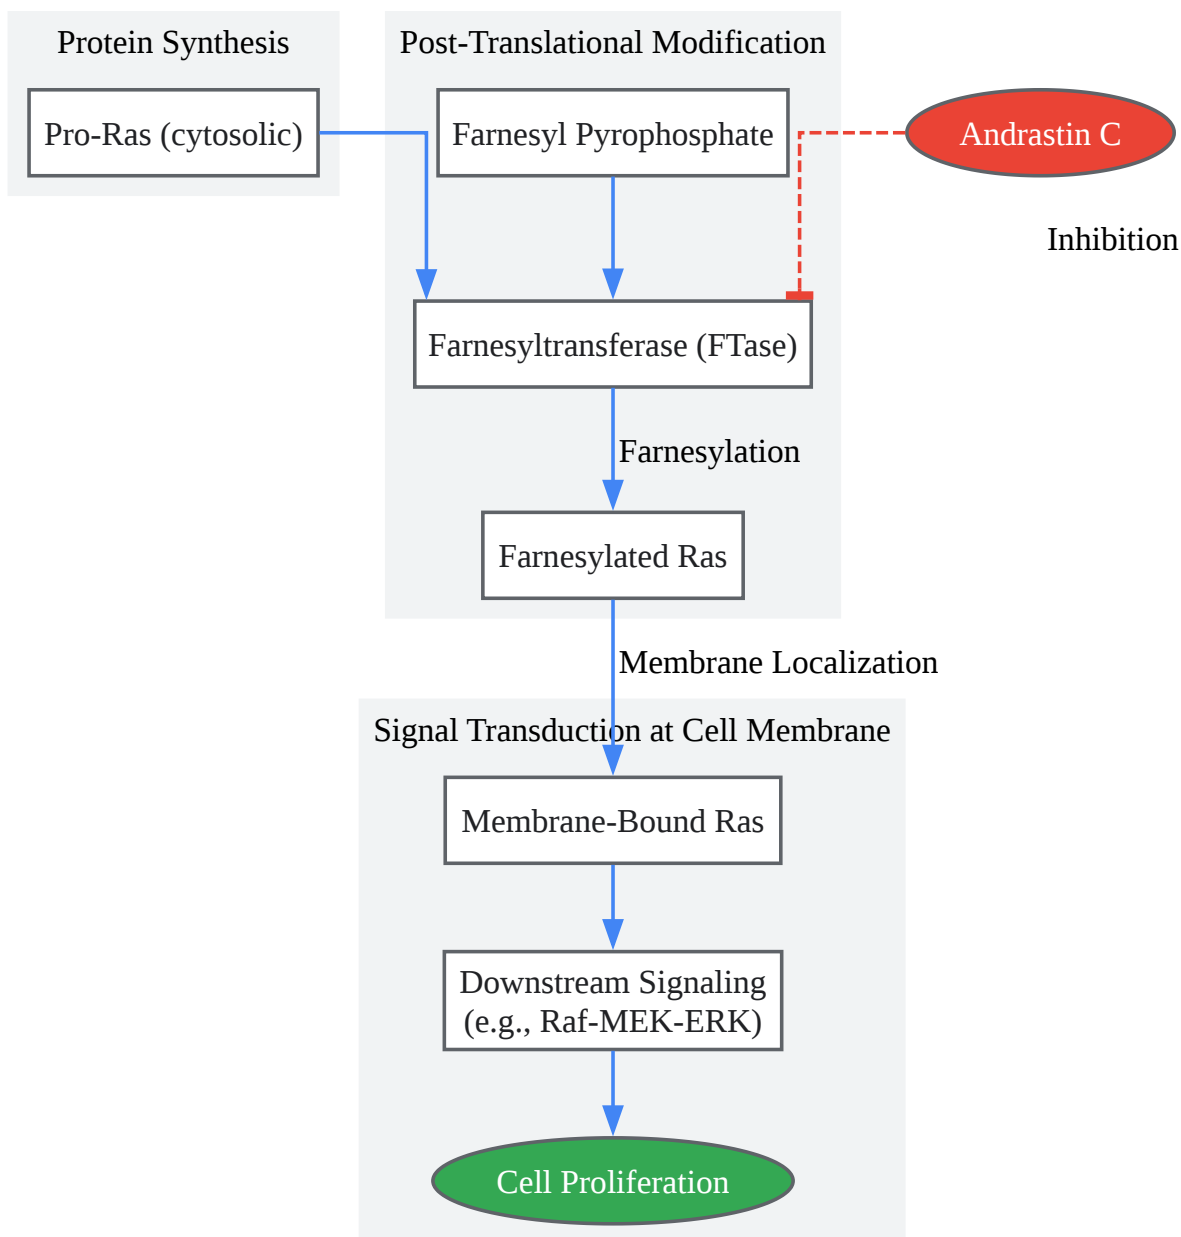 Protein Synthesis
Post-Translational Modification
Pro-Ras (cytosolic)
Farnesyl Pyrophosphate
Andrastin C
Inhibition
Farnesyltransferase (FTase)
Farnesylation
Farnesylated Ras
Membrane Localization
Signal Transduction at Cell Membrane
Membrane-Bound Ras
Downstream Signaling
(e.g., Raf-MEK-ERK)
Cell Proliferation